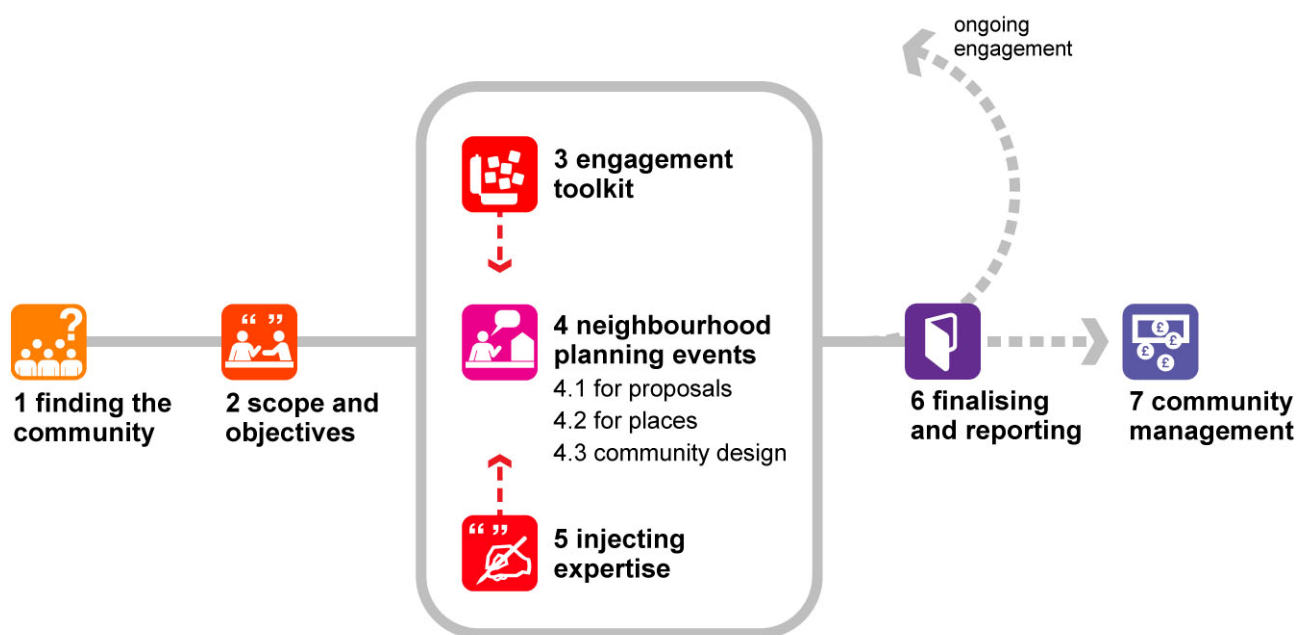 ongoing
engagement
3 engagement
toolkit
?
“ ”
1 finding the
community
2 scope and
objectives
4 neighbourhood
planning events
4.1 for proposals
4.2 for places
4.3 community design
“ ”
5 injecting
expertise
6 finalising
and reporting
£
£
£
£
7 community
management